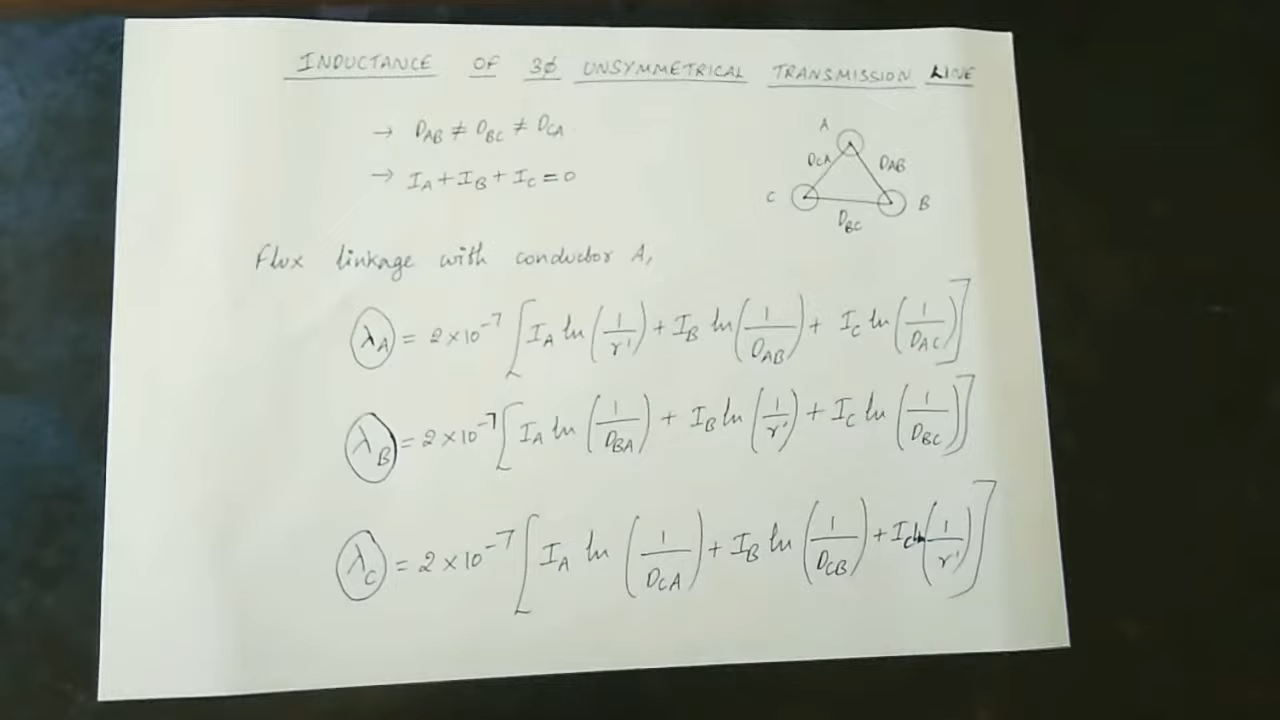 INDUCTANCE OF 3ϕ UNSYMMETRICAL TRANSMISSION LINE
→ D_AB ≠ D_BC ≠ D_CA
→ I_A + I_B + I_C = 0
A
D_CA D_AB
C B
D_BC
Flux linkage with conductor A,
λ_A = 2×10^-7 [I_A ln(1/r') + I_B ln(1/D_AB) + I_C ln(1/D_AC)]
λ_B = 2×10^-7 [I_A ln(1/D_BA) + I_B ln(1/r') + I_C ln(1/D_BC)]
λ_C = 2×10^-7 [I_A ln(1/D_CA) + I_B ln(1/D_CB) + I_C ln(1/r')]